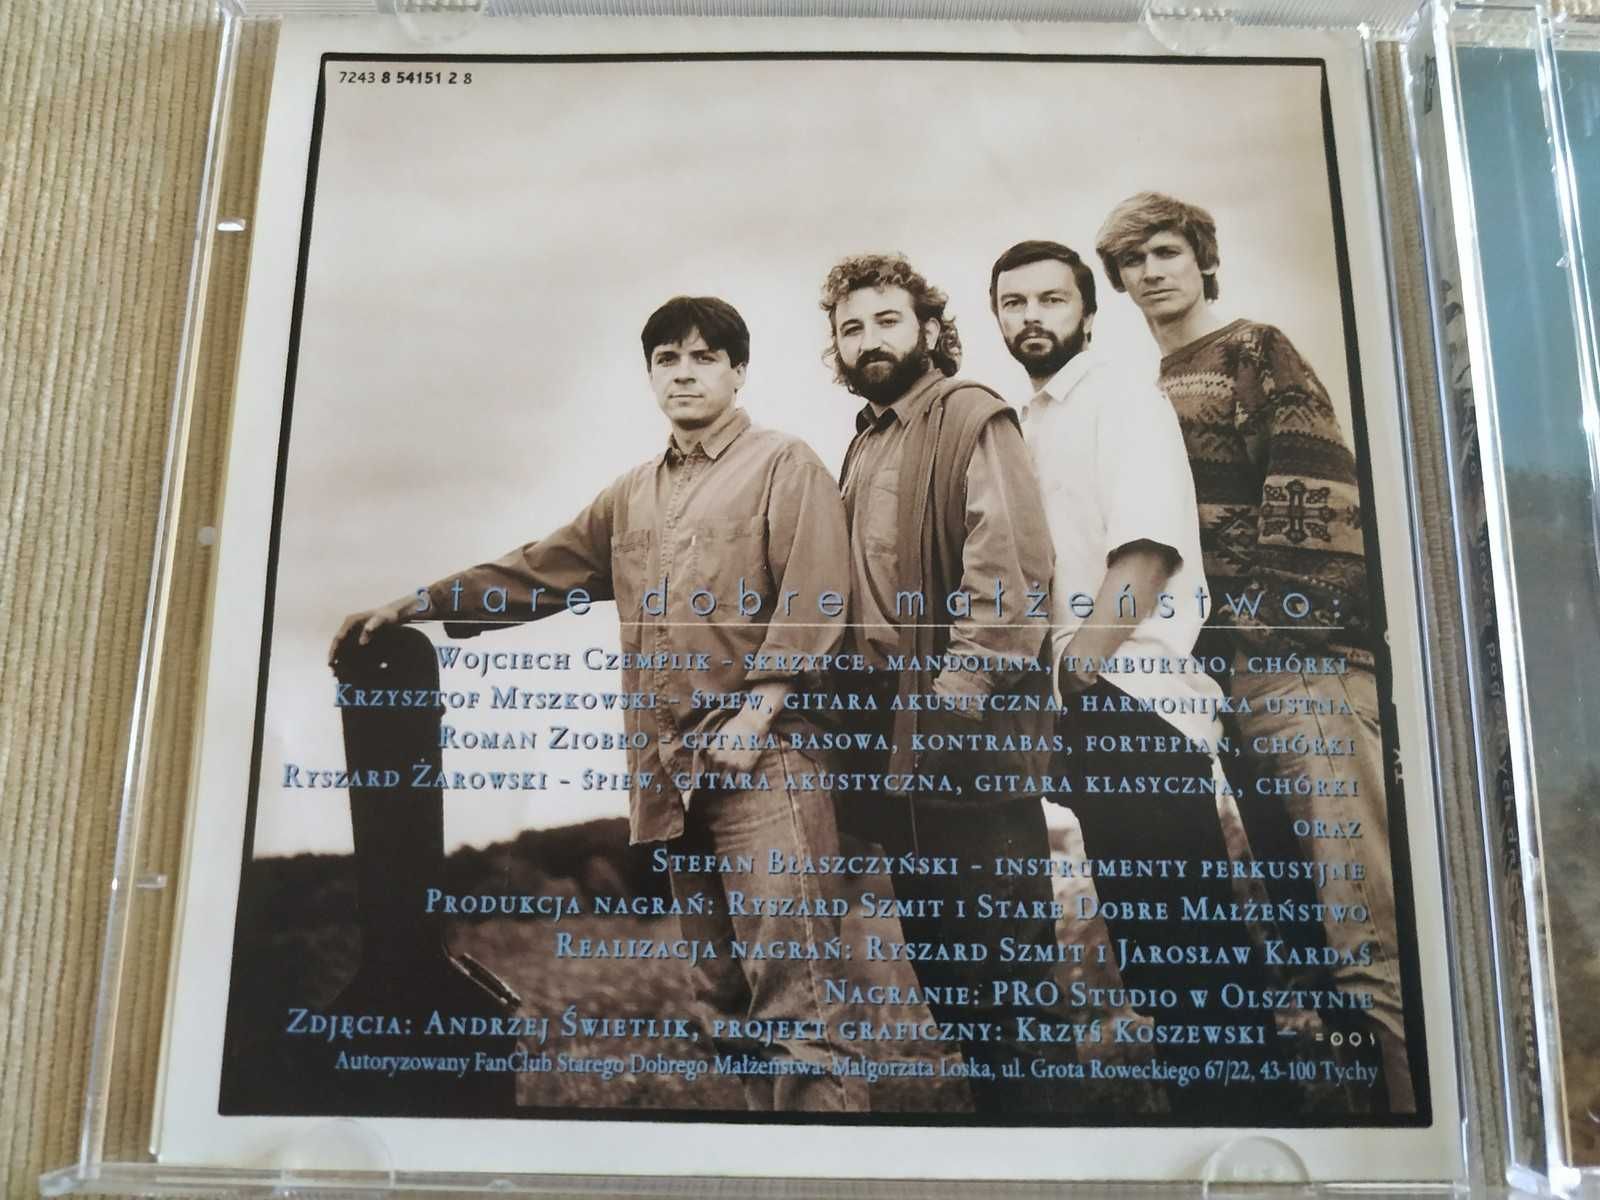 7243 8 54151 2 8
stare dobre małżeństwo:
Wojciech Czemplik – skrzypce, mandolina, tamburyno, chórki
Krzysztof Myszkowski – śpiew, gitara akustyczna, harmonijka ustna
Roman Ziobro – gitara basowa, kontrabas, fortepian, chórki
Ryszard Żarowski – śpiew, gitara akustyczna, gitara klasyczna, chórki
oraz
Stefan Błaszczyński – instrumenty perkusyjne
Produkcja nagrań: Ryszard Szmit i Stare Dobre Małżeństwo
Realizacja nagrań: Ryszard Szmit i Jarosław Kardaś
Nagranie: PRO Studio w Olsztynie
Zdjęcia: Andrzej Świetlik, projekt graficzny: Krzyś Koszewski –
Autoryzowany FanClub Starego Dobrego Małżeństwa: Małgorzata Loska, ul. Grota Roweckiego 67/22, 43-100 Tychy